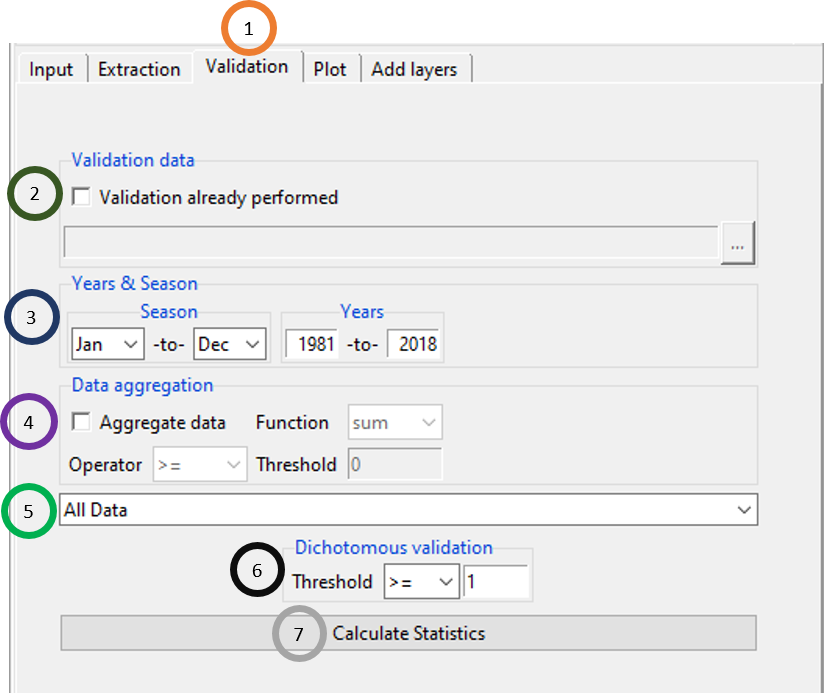 1
Input Extraction Validation Plot Add layers
Validation data
2 Validation already performed
...
Years & Season
3 Season Years
Jan -to- Dec 1981 -to- 2018
Data aggregation
4 Aggregate data Function sum
Operator >= Threshold 0
5 All Data
Dichotomous validation
6 Threshold >= 1
7 Calculate Statistics